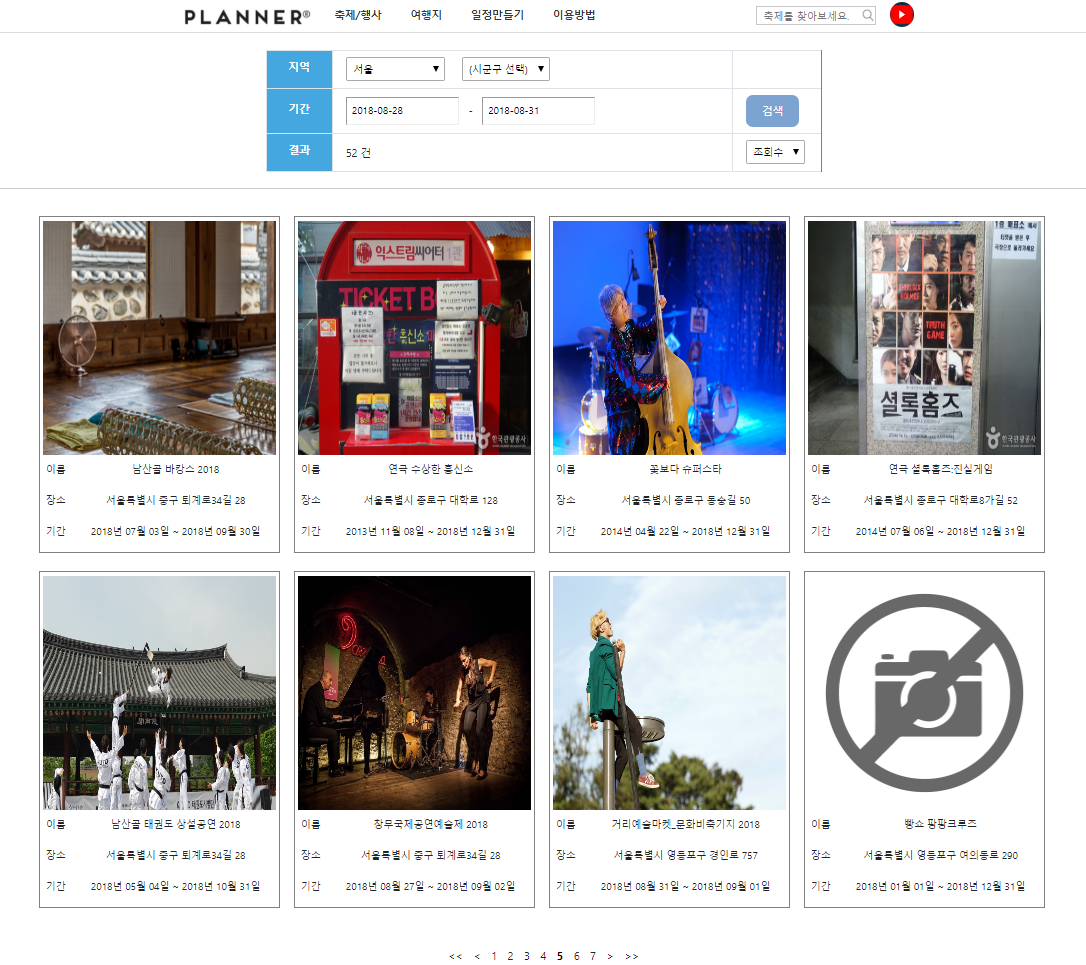 PLANNER® 축제/행사 여행지 일정만들기 이용방법 축제를 찾아보세요.
지역 서울 (시군구 선택)
기간 2018-08-28 - 2018-08-31 검색
결과 52 건 조회수
익스트림씨어터 1관
TICKET B
흥신소
한국관광공사
티켓을 받은 후
극장으로 올라가세요
SHERLOCK HOLMES
TRUTH GAME
셜록홈즈
한국관광공사
이름 남산골 바캉스 2018
장소 서울특별시 중구 퇴계로34길 28
기간 2018년 07월 03일 ~ 2018년 09월 30일
이름 연극 수상한 흥신소
장소 서울특별시 종로구 대학로 128
기간 2013년 11월 08일 ~ 2018년 12월 31일
이름 꽃보다 슈퍼스타
장소 서울특별시 종로구 동숭길 50
기간 2014년 04월 22일 ~ 2018년 12월 31일
이름 연극 셜록홈즈:진실게임
장소 서울특별시 종로구 대학로8가길 52
기간 2014년 07월 06일 ~ 2018년 12월 31일
이름 남산골 태권도 상설공연 2018
장소 서울특별시 중구 퇴계로34길 28
기간 2018년 05월 04일 ~ 2018년 10월 31일
이름 창무국제공연예술제 2018
장소 서울특별시 중구 퇴계로34길 28
기간 2018년 08월 27일 ~ 2018년 09월 02일
이름 거리예술마켓_문화비축기지 2018
장소 서울특별시 영등포구 경인로 757
기간 2018년 08월 31일 ~ 2018년 09월 01일
이름 빵쇼 팡팡크루즈
장소 서울특별시 영등포구 여의동로 290
기간 2018년 01월 01일 ~ 2018년 12월 31일
<< < 1 2 3 4 5 6 7 > >>